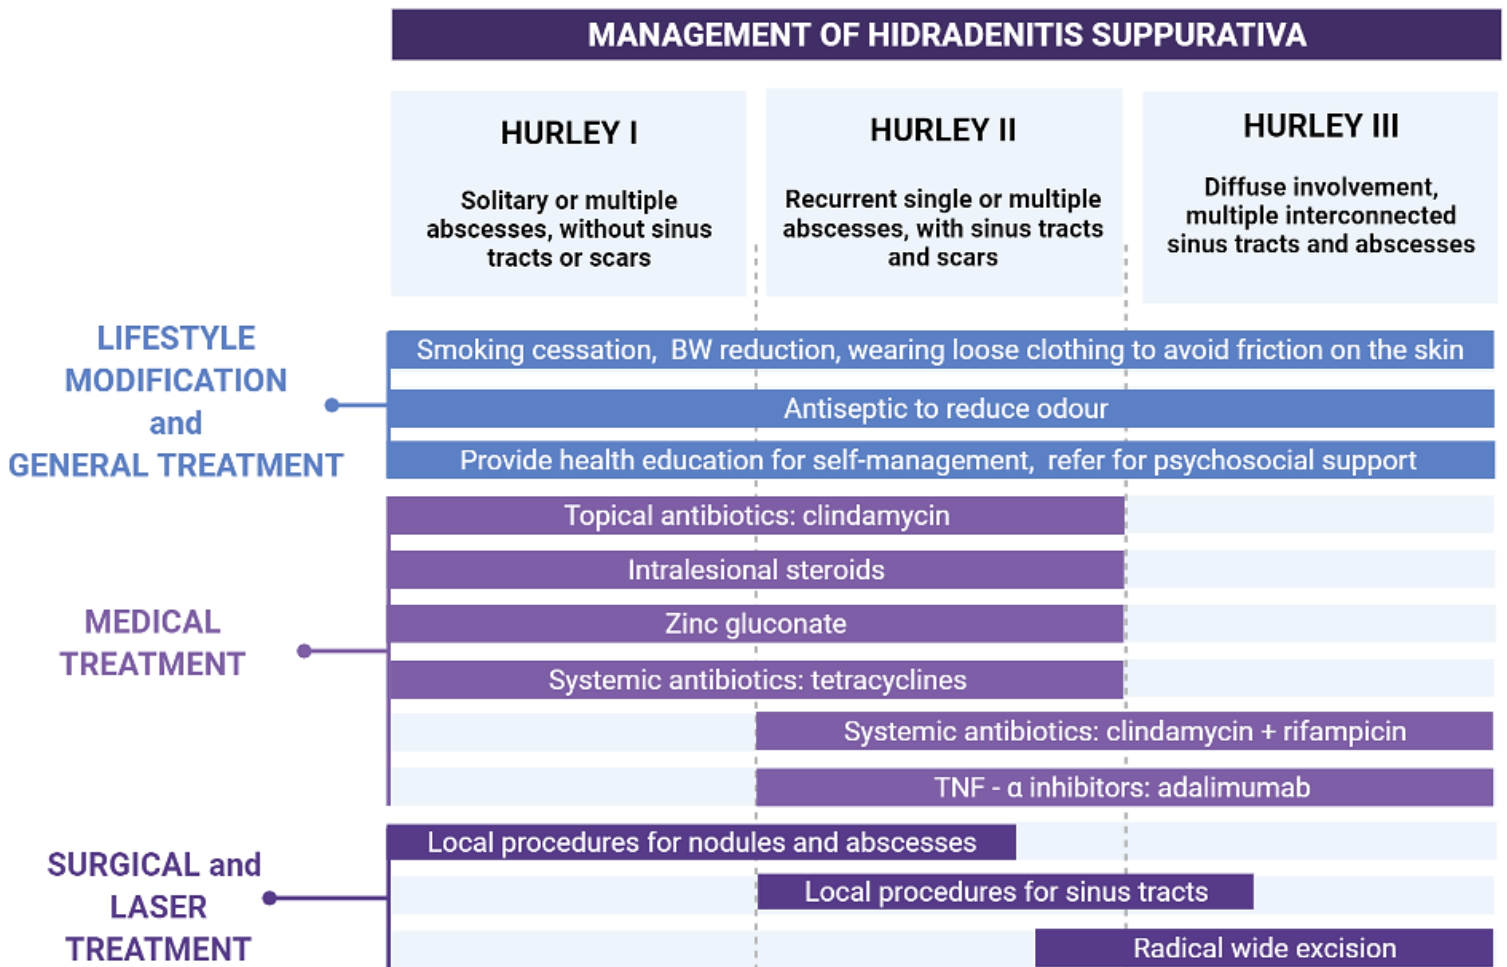 MANAGEMENT OF HIDRADENITIS SUPPURATIVA
HURLEY I
Solitary or multiple
abscesses, without sinus
tracts or scars
HURLEY II
Recurrent single or multiple
abscesses, with sinus tracts
and scars
HURLEY III
Diffuse involvement,
multiple interconnected
sinus tracts and abscesses
LIFESTYLE
MODIFICATION
and
GENERAL TREATMENT
Smoking cessation, BW reduction, wearing loose clothing to avoid friction on the skin
Antiseptic to reduce odour
Provide health education for self-management, refer for psychosocial support
MEDICAL
TREATMENT
Topical antibiotics: clindamycin
Intralesional steroids
Zinc gluconate
Systemic antibiotics: tetracyclines
Systemic antibiotics: clindamycin + rifampicin
TNF - α inhibitors: adalimumab
SURGICAL and
LASER
TREATMENT
Local procedures for nodules and abscesses
Local procedures for sinus tracts
Radical wide excision